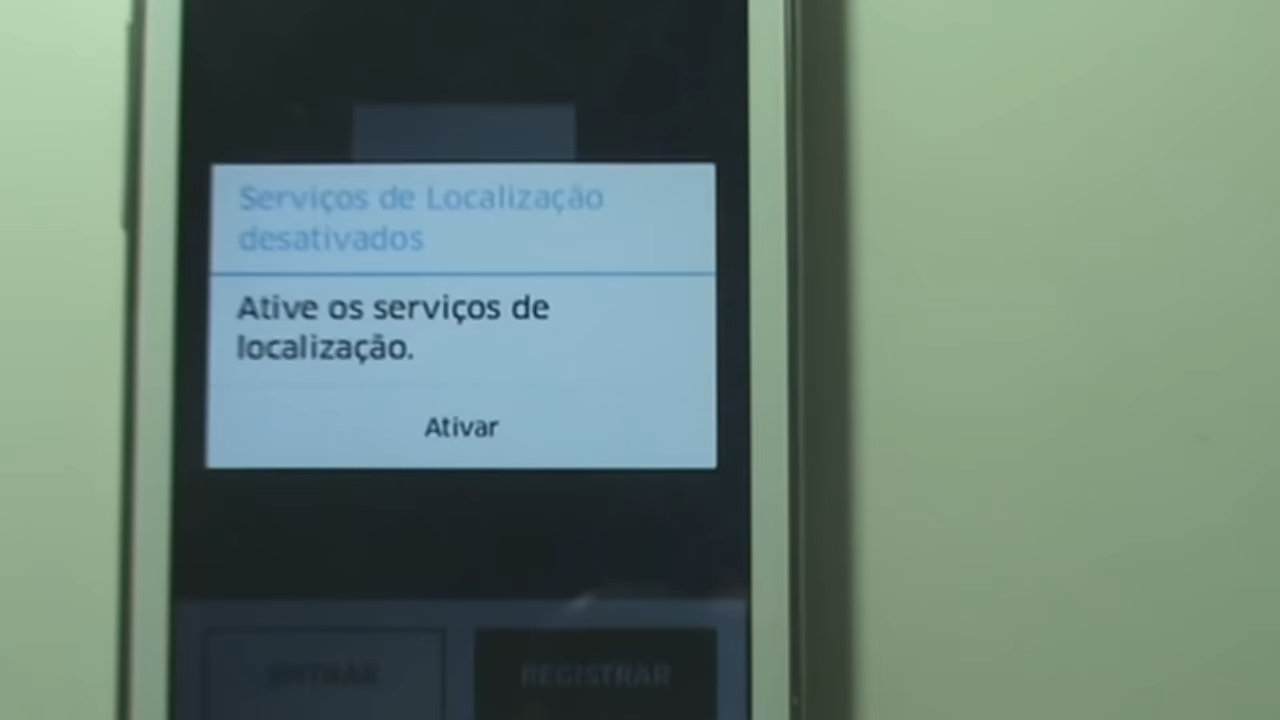 Serviços de Localização
desativados
Ative os serviços de
localização.
Ativar
ENTRAR
REGISTRAR